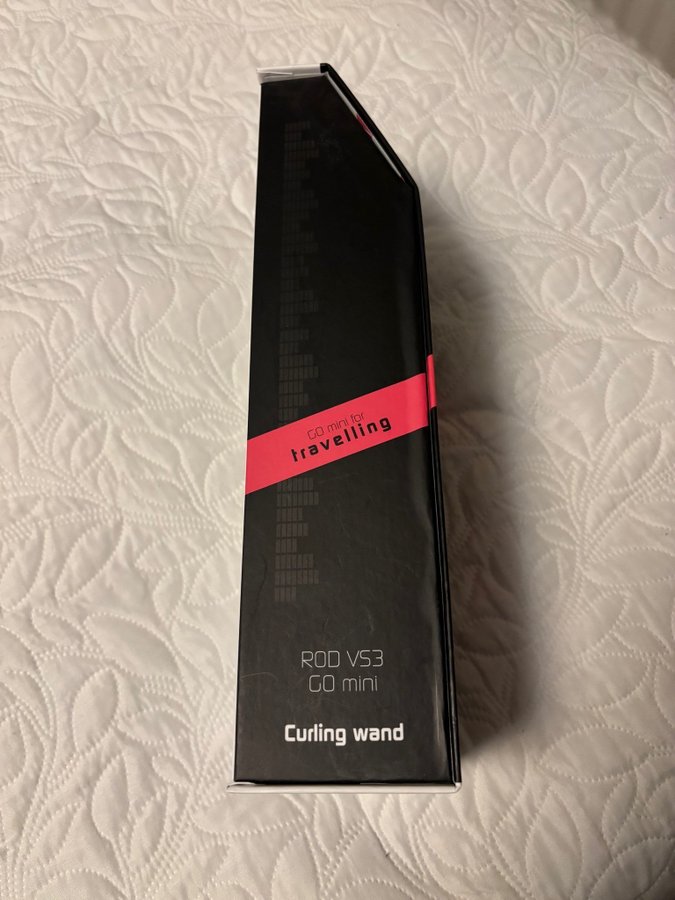 GO mini for
travelling
ROD VS3
GO mini
Curling wand